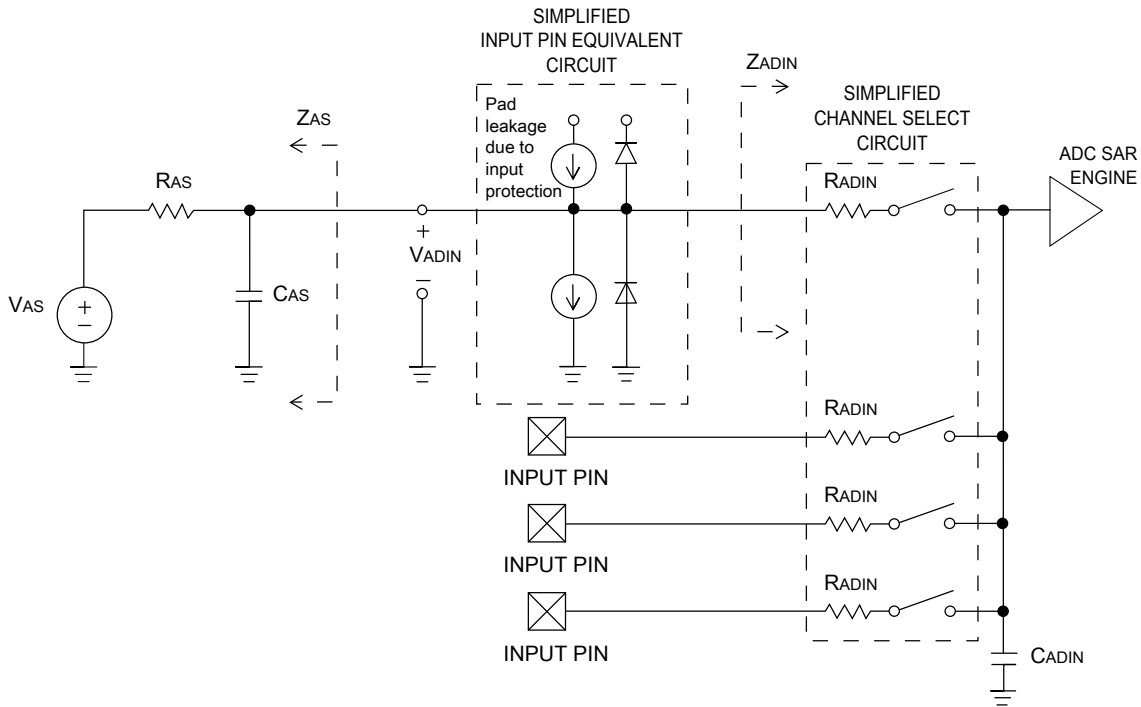 SIMPLIFIED
INPUT PIN EQUIVALENT
CIRCUIT
ZADIN
SIMPLIFIED
CHANNEL SELECT
CIRCUIT
Pad
leakage
due to
input
protection
ZAS
ADC SAR
ENGINE
RAS
RADIN
+
VADIN
–
CAS
VAS
+
–
RADIN
INPUT PIN
RADIN
INPUT PIN
RADIN
INPUT PIN
CADIN